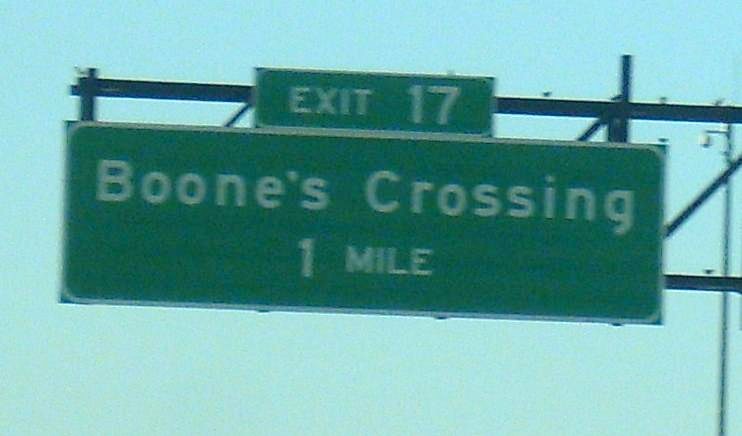 EXIT 17
Boone's Crossing
1 MILE